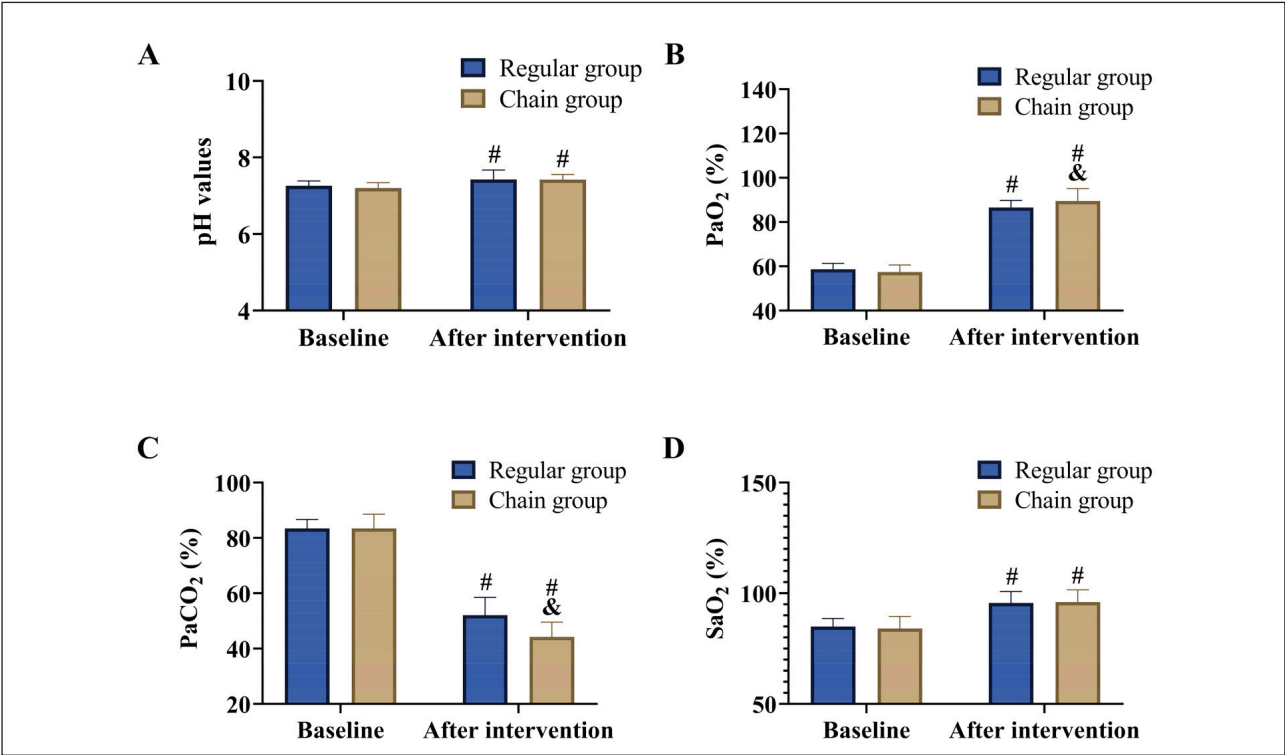 A
Regular group
Chain group
10
8
6
4
pH values
#
#
Baseline
After intervention
B
Regular group
Chain group
140
120
100
80
60
40
PaO2 (%)
#
#
&
Baseline
After intervention
C
Regular group
Chain group
100
80
60
40
20
PaCO2 (%)
#
#
&
Baseline
After intervention
D
Regular group
Chain group
150
100
50
SaO2 (%)
#
#
Baseline
After intervention